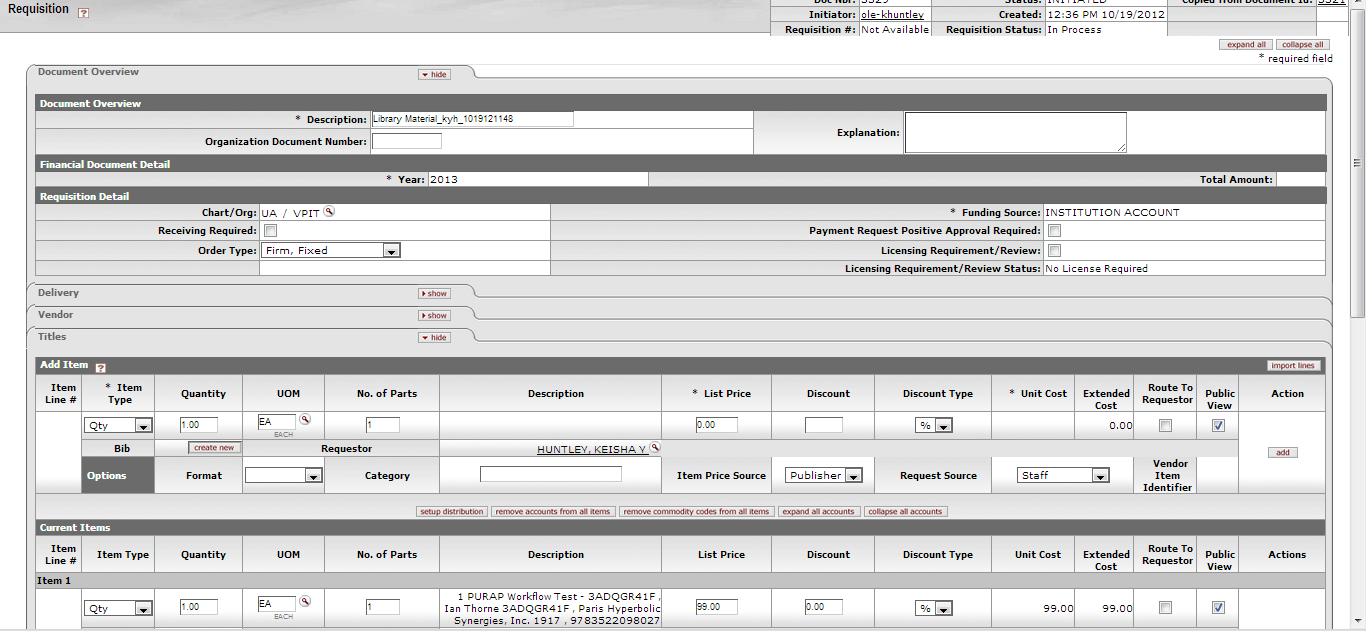 Requisition ?
Doc Nbr: 3329 Status: INITIATED Copied from Document Id: 3321
Initiator: ole-khuntley Created: 12:36 PM 10/19/2012
Requisition #: Not Available Requisition Status: In Process
expand all collapse all
* required field
Document Overview hide
Document Overview
* Description: Library Material_kyh_1019121148 Explanation:
Organization Document Number:
Financial Document Detail
* Year: 2013 Total Amount:
Requisition Detail
Chart/Org: UA / VPIT * Funding Source: INSTITUTION ACCOUNT
Receiving Required: Payment Request Positive Approval Required:
Order Type: Firm, Fixed Licensing Requirement/Review:
Licensing Requirement/Review Status: No License Required
Delivery show
Vendor show
Titles hide
Add Item ? import lines
Item Line # * Item Type Quantity UOM No. of Parts Description * List Price Discount Discount Type * Unit Cost Extended Cost Route To Requestor Public View Action
Qty 1.00 EA EACH 1 0.00 % 0.00 add
Bib create new Requestor HUNTLEY, KEISHA Y
Options Format Category Item Price Source Publisher Request Source Staff Vendor Item Identifier
setup distribution remove accounts from all items remove commodity codes from all items expand all accounts collapse all accounts
Current Items
Item Line # Item Type Quantity UOM No. of Parts Description List Price Discount Discount Type Unit Cost Extended Cost Route To Requestor Public View Actions
Item 1
1 PURAP Workflow Test - 3ADQGR41F ,
Qty 1.00 EA EACH 1 Ian Thorne 3ADQGR41F , Paris Hyperbolic 99.00 0.00 % 99.00 99.00
Synergies, Inc. 1917 , 9783522098027